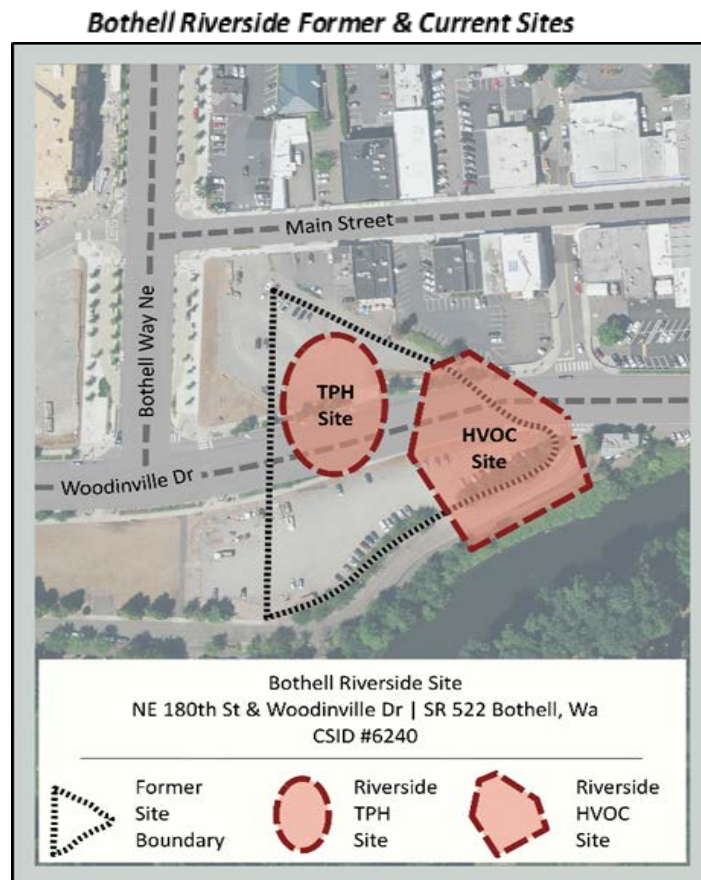 Bothell Riverside Former & Current Sites
Main Street
Bothell Way Ne
TPH
Site
HVOC
Site
Woodinville Dr
Bothell Riverside Site
NE 180th St & Woodinville Dr | SR 522 Bothell, Wa
CSID #6240
Former
Site
Boundary
Riverside
TPH
Site
Riverside
HVOC
Site